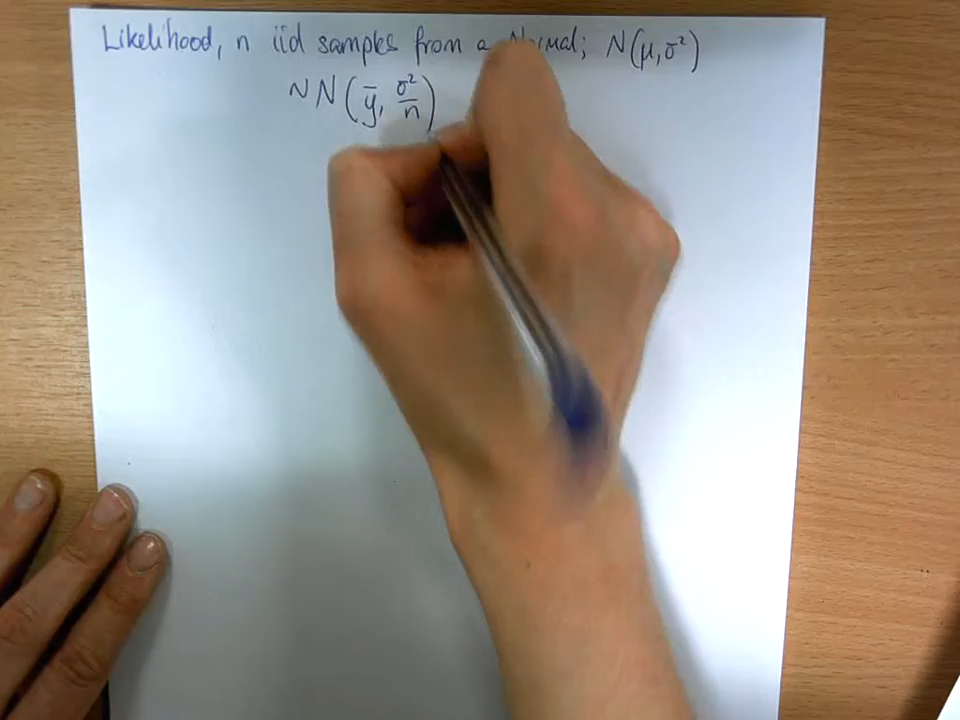 Likelihood, n iid samples from a Normal; N(μ, σ²)
~ N(ȳ, σ²/n)